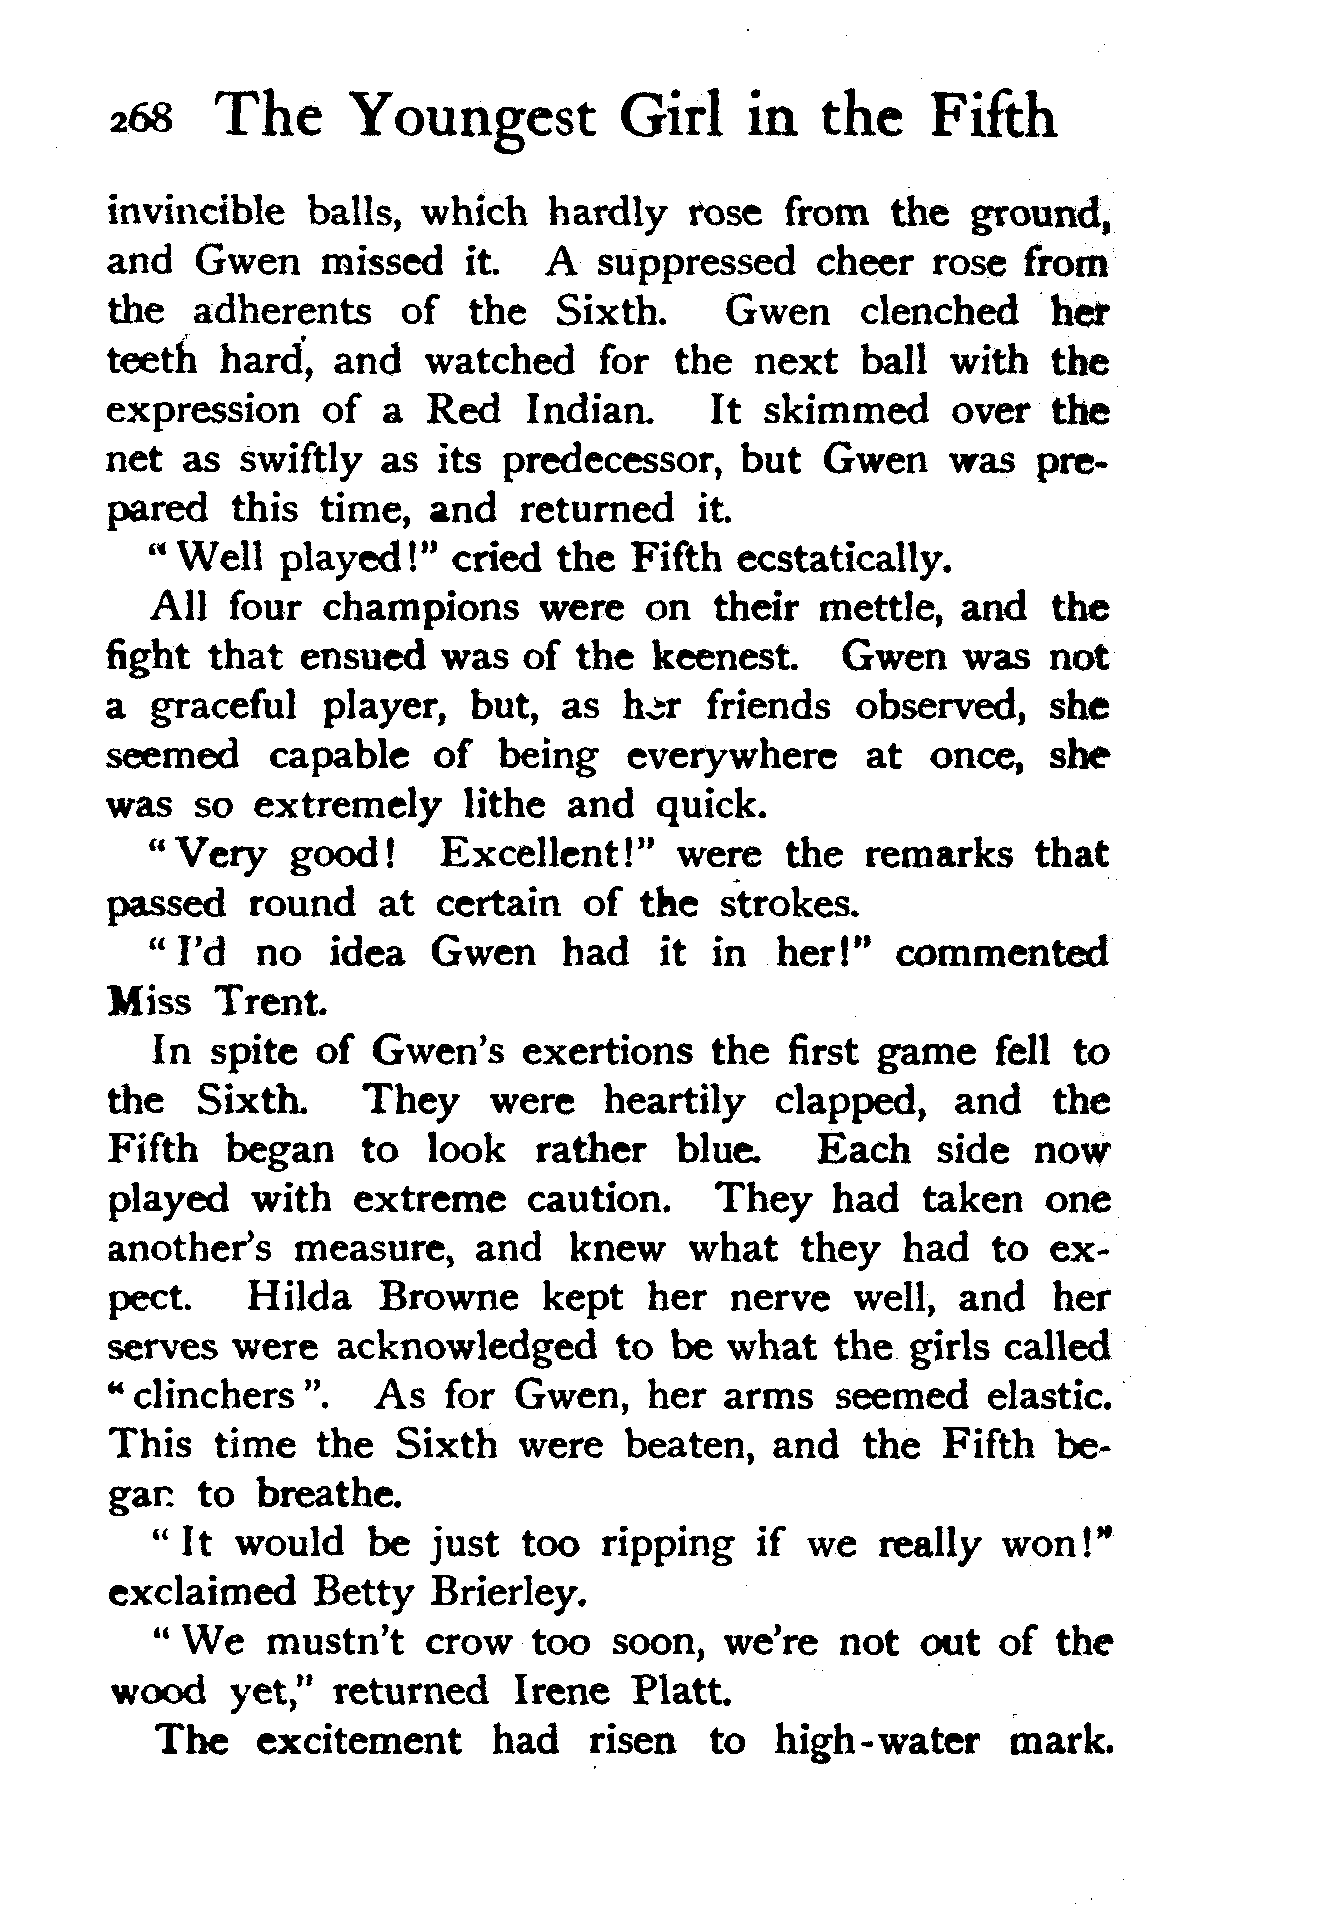 268 The Youngest Girl in the Fifth
invincible balls, which hardly rose from the ground,
and Gwen missed it. A suppressed cheer rose from
the adherents of the Sixth. Gwen clenched her
teeth hard, and watched for the next ball with the
expression of a Red Indian. It skimmed over the
net as swiftly as its predecessor, but Gwen was pre-
pared this time, and returned it.
"Well played!" cried the Fifth ecstatically.
All four champions were on their mettle, and the
fight that ensued was of the keenest. Gwen was not
a graceful player, but, as her friends observed, she
seemed capable of being everywhere at once, she
was so extremely lithe and quick.
"Very good! Excellent!" were the remarks that
passed round at certain of the strokes.
"I'd no idea Gwen had it in her!" commented
Miss Trent.
In spite of Gwen's exertions the first game fell to
the Sixth. They were heartily clapped, and the
Fifth began to look rather blue. Each side now
played with extreme caution. They had taken one
another's measure, and knew what they had to ex-
pect. Hilda Browne kept her nerve well, and her
serves were acknowledged to be what the girls called
"clinchers". As for Gwen, her arms seemed elastic.
This time the Sixth were beaten, and the Fifth be-
gan to breathe.
"It would be just too ripping if we really won!"
exclaimed Betty Brierley.
"We mustn't crow too soon, we're not out of the
wood yet," returned Irene Platt.
The excitement had risen to high-water mark.